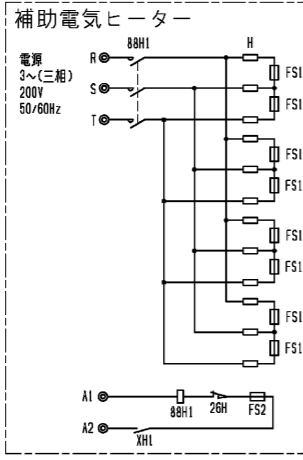 補助電気ヒーター
88H1
H
電源
3～(三相)
200V
50/60Hz
R
S
T
FS1
FS1
FS1
FS1
FS1
FS1
FS1
FS1
A1
88H1
26H
FS2
A2
XH1